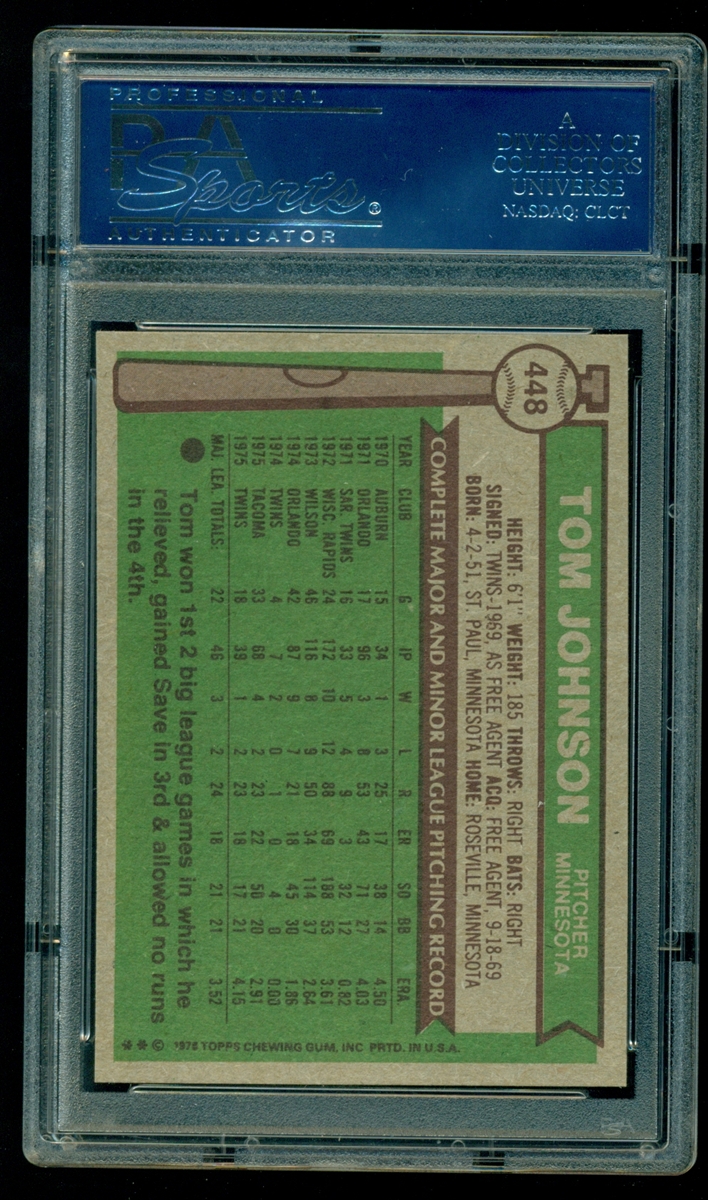 PROFESSIONAL
PSA
Sports®
AUTHENTICATOR
A
DIVISION OF
COLLECTORS
UNIVERSE
NASDAQ: CLCT
T
448
TOM JOHNSON
PITCHER
MINNESOTA
HEIGHT: 6'1" WEIGHT: 185 THROWS: RIGHT BATS: RIGHT
SIGNED: TWINS-1969, AS FREE AGENT ACQ: FREE AGENT, 9-18-69
BORN: 4-2-51, ST. PAUL, MINNESOTA HOME: ROSEVILLE, MINNESOTA
COMPLETE MAJOR AND MINOR LEAGUE PITCHING RECORD
YEAR CLUB G IP W L R ER SO BB ERA
1970 AUBURN 15 34 1 3 25 17 38 14 4.50
1971 ORLANDO 17 96 3 8 53 43 71 27 4.03
1971 SAR. TWINS 16 33 5 4 9 3 32 12 0.82
1972 WISC. RAPIDS 24 172 10 12 88 69 188 53 3.61
1973 WILSON 46 116 8 9 50 34 114 37 2.64
1974 ORLANDO 42 87 9 7 21 18 45 30 1.86
1974 TWINS 4 7 2 0 1 0 4 0 0.00
1975 TACOMA 33 68 4 2 23 22 50 20 2.91
1975 TWINS 18 39 1 2 23 18 17 21 4.15
MAJ. LEA. TOTALS: 22 46 3 2 24 18 21 21 3.52
Tom won 1st 2 big league games in which he
relieved, gained Save in 3rd & allowed no runs
in the 4th.
* * © 1976 TOPPS CHEWING GUM, INC. PRTD. IN U.S.A.